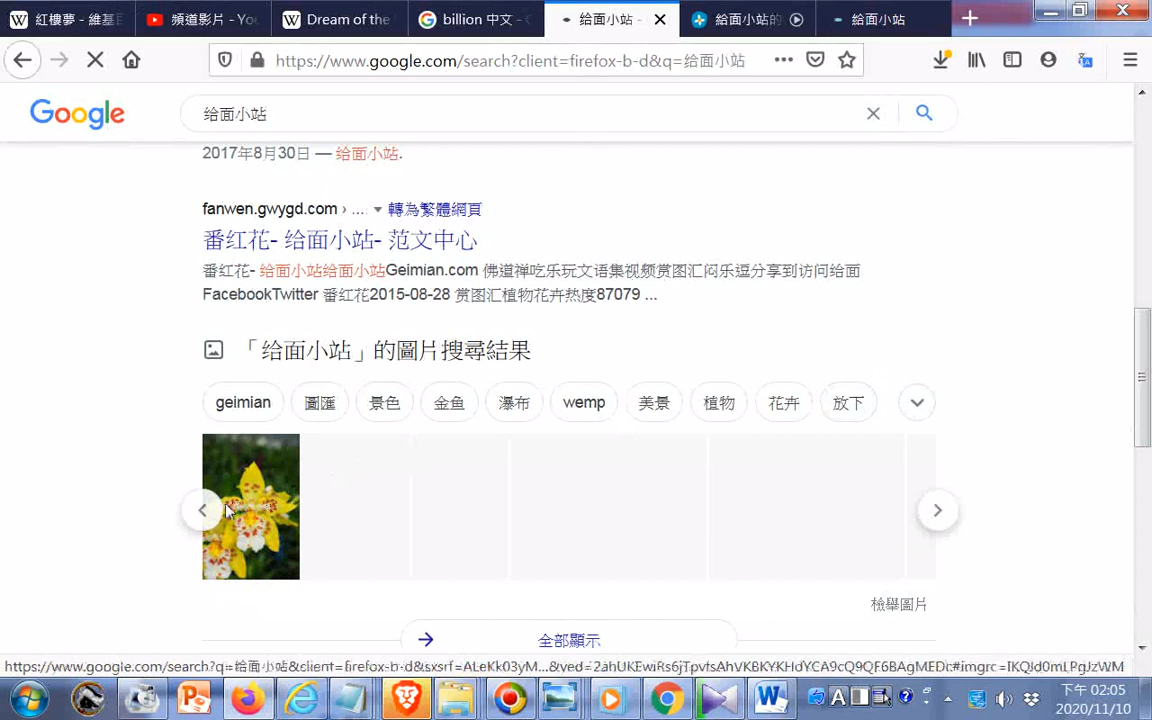 紅樓夢 - 維基
頻道影片 - Yo
Dream of the
billion 中文 -
给面小站 -
給面小站的
给面小站
https://www.google.com/search?client=firefox-b-d&q=给面小站
Google
给面小站
2017年8月30日 — 给面小站.
fanwen.gwygd.com › ... 轉為繁體網頁
番红花- 给面小站- 范文中心
番红花- 给面小站给面小站Geimian.com 佛道禅吃乐玩文语集视频赏图汇闷乐逗分享到访问给面
FacebookTwitter 番红花2015-08-28 赏图汇植物花卉热度87079 ...
「给面小站」的圖片搜尋結果
geimian
圖匯
景色
金鱼
瀑布
wemp
美景
植物
花卉
放下
檢舉圖片
全部顯示
下午 02:05
2020/11/10